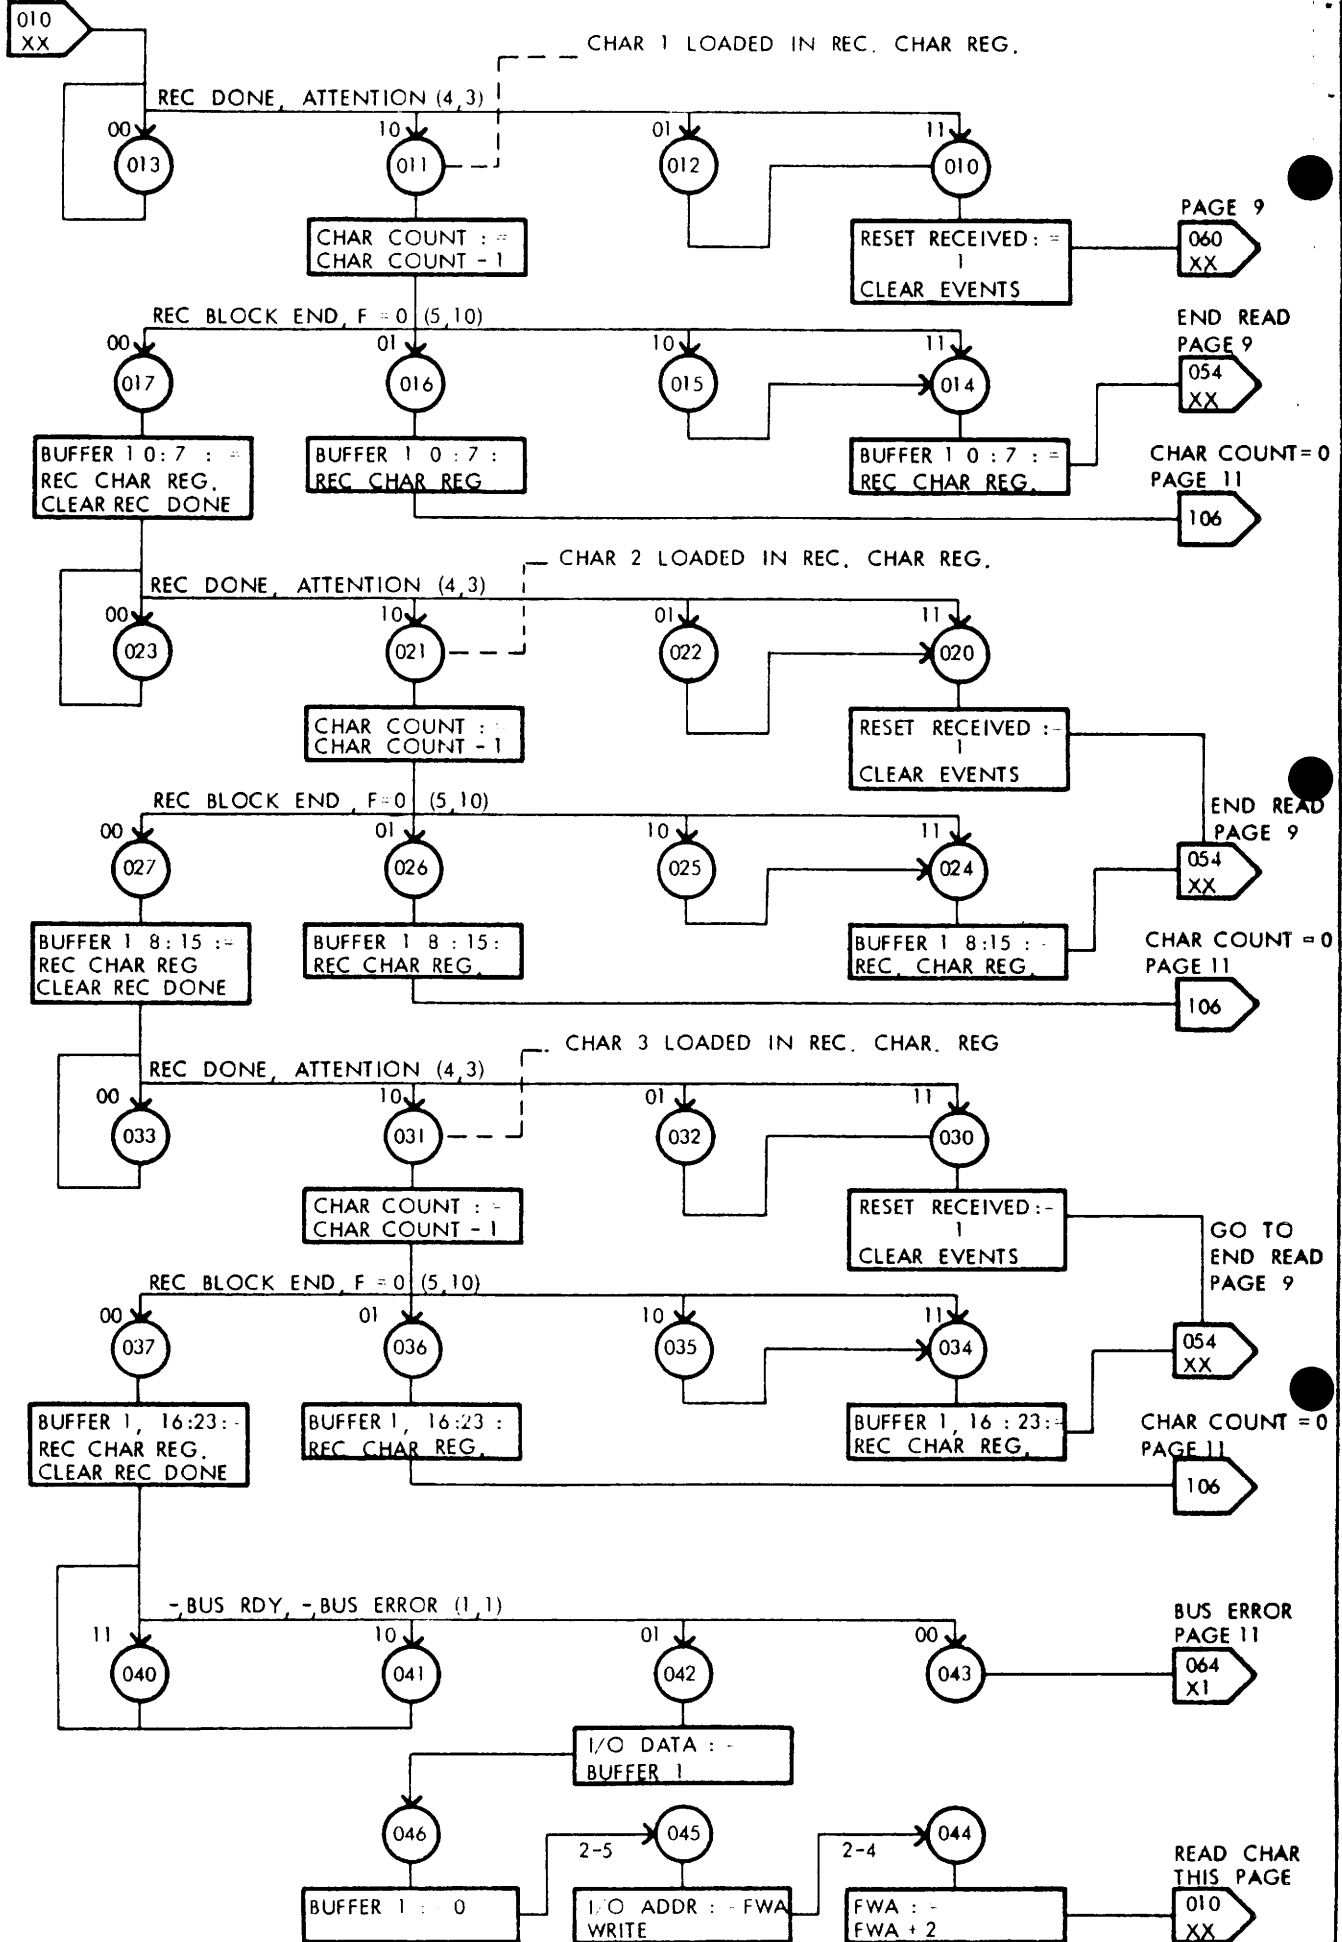 010
XX
CHAR 1 LOADED IN REC. CHAR REG.
REC DONE, ATTENTION (4,3)
00
10
01
11
013
011
012
010
CHAR COUNT :=
CHAR COUNT - 1
RESET RECEIVED :=
1
CLEAR EVENTS
PAGE 9
060
XX
REC BLOCK END, F = 0 (5,10)
00
01
10
11
017
016
015
014
END READ
PAGE 9
054
XX
BUFFER 1 0 : 7 : =
REC CHAR REG.
CLEAR REC DONE
BUFFER 1 0 : 7 :
REC CHAR REG
BUFFER 1 0 : 7 : =
REC CHAR REG.
CHAR COUNT = 0
PAGE 11
106
CHAR 2 LOADED IN REC. CHAR REG.
REC DONE, ATTENTION (4,3)
00
10
01
11
023
021
022
020
CHAR COUNT :
CHAR COUNT - 1
RESET RECEIVED :-
1
CLEAR EVENTS
REC BLOCK END, F=0 (5,10)
00
01
10
11
027
026
025
024
END READ
PAGE 9
054
XX
BUFFER 1 8 : 15 :=
REC CHAR REG
CLEAR REC DONE
BUFFER 1 8 : 15 :
REC CHAR REG.
BUFFER 1 8:15 : -
REC. CHAR REG.
CHAR COUNT = 0
PAGE 11
106
CHAR 3 LOADED IN REC. CHAR. REG
REC DONE, ATTENTION (4,3)
00
10
01
11
033
031
032
030
CHAR COUNT : -
CHAR COUNT - 1
RESET RECEIVED :-
1
CLEAR EVENTS
REC BLOCK END, F = 0 (5,10)
00
01
10
11
037
036
035
034
GO TO
END READ
PAGE 9
054
XX
BUFFER 1, 16:23:-
REC CHAR REG.
CLEAR REC DONE
BUFFER 1, 16:23 :
REC CHAR REG.
BUFFER 1, 16 : 23:-
REC CHAR REG.
CHAR COUNT = 0
PAGE 11
106
-,BUS RDY, -,BUS ERROR (1,1)
11
10
01
00
040
041
042
043
BUS ERROR
PAGE 11
064
X1
I/O DATA : -
BUFFER 1
046
2-5
045
2-4
044
BUFFER 1 : - 0
I/O ADDR : - FWA
WRITE
FWA : -
FWA + 2
READ CHAR
THIS PAGE
010
XX